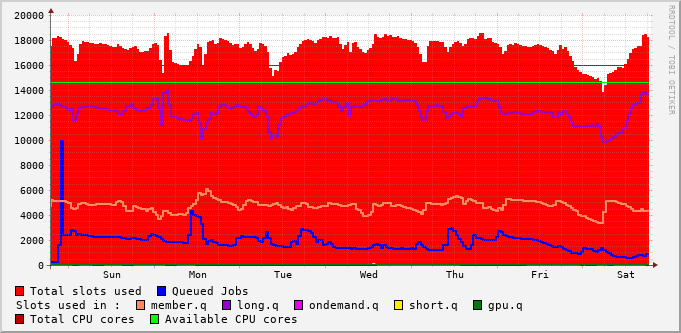 20000
18000
16000
14000
12000
10000
8000
6000
4000
2000
0
Sun Mon Tue Wed Thu Fri Sat
RRDTOOL / TOBI OETIKER
Total slots used Queued Jobs
Slots used in : member.q long.q ondemand.q short.q gpu.q
Total CPU cores Available CPU cores